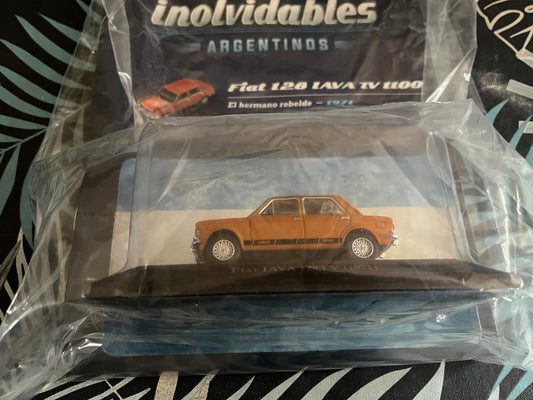 inolvidables
ARGENTINOS
Fiat 128 IAVA TV 1100
El hermano rebelde – 1971